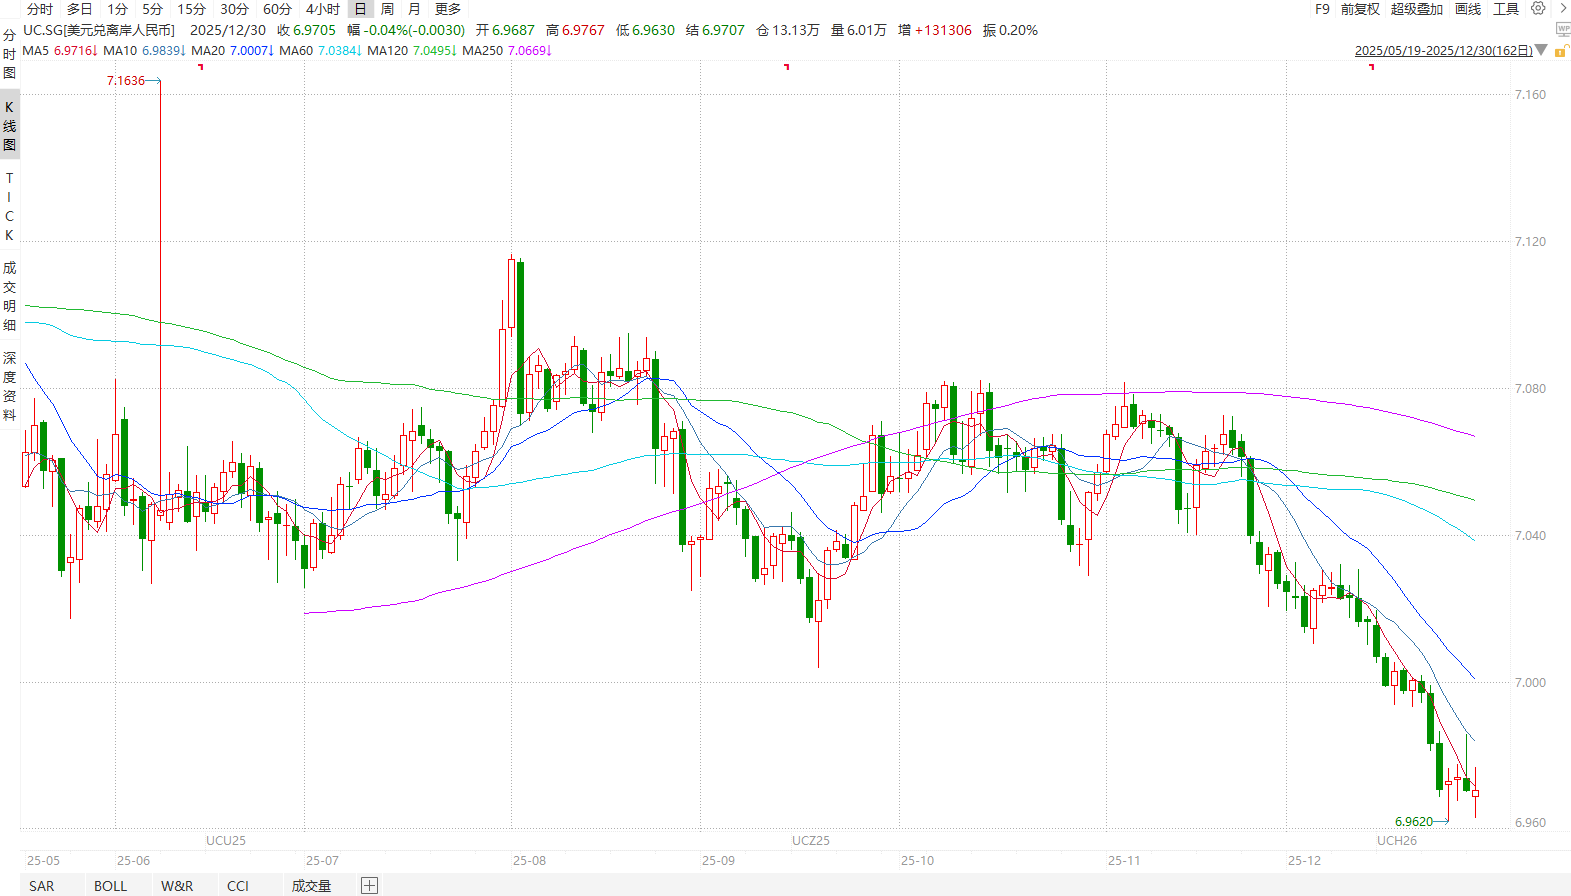 分时 多日 1分 5分 15分 30分 60分 4小时 日 周 月 更多 F9 前复权 超级叠加 画线 工具
UC.SG[美元兑离岸人民币] 2025/12/30 收 6.9705 幅 -0.04%(-0.0030) 开 6.9687 高 6.9767 低 6.9630 结 6.9707 仓 13.13万 量 6.01万 增 +131306 振 0.20%
MA5 6.9716↓ MA10 6.9839↓ MA20 7.0007↓ MA60 7.0384↓ MA120 7.0495↓ MA250 7.0669↓
2025/05/19-2025/12/30(162日)
WP
分时图
K线图
TICK
成交明细
深度资料
7.1636
7.160
7.120
7.080
7.040
7.000
6.960
6.9620
UCU25 UCZ25 UCH26
25-05 25-06 25-07 25-08 25-09 25-10 25-11 25-12
SAR BOLL W&R CCI 成交量